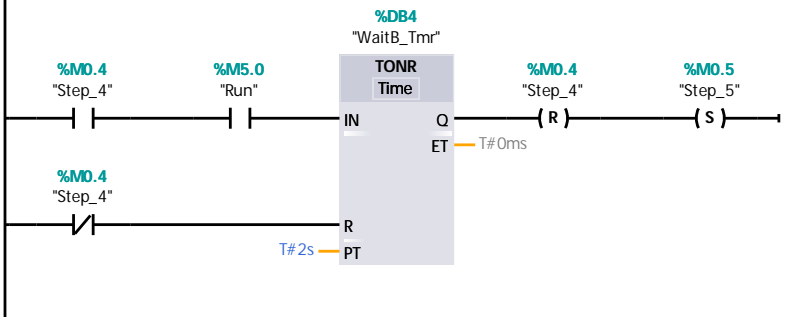 %DB4
"WaitB_Tmr"
%M0.4
"Step_4"
%M5.0
"Run"
TONR
Time
%M0.4
"Step_4"
%M0.5
"Step_5"
IN
Q
R
S
ET
T#0ms
%M0.4
"Step_4"
R
T#2s
PT